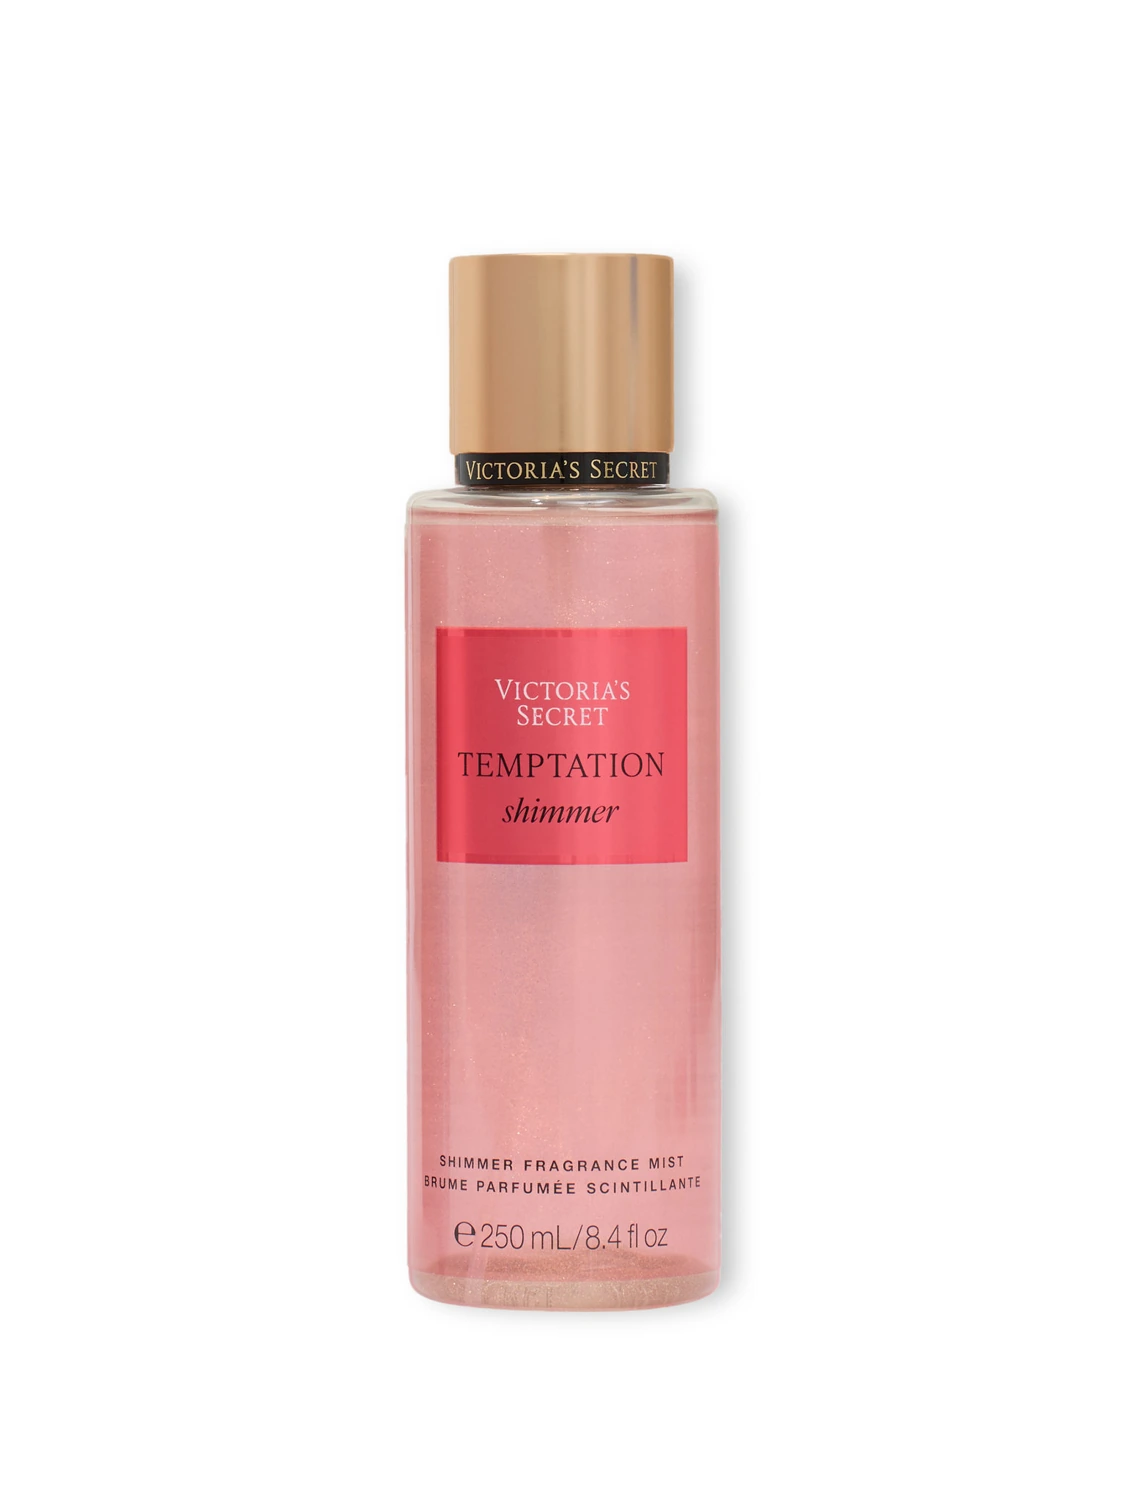 VICTORIA'S SECRET
VICTORIA'S
SECRET
TEMPTATION
shimmer
SHIMMER FRAGRANCE MIST
BRUME PARFUMÉE SCINTILLANTE
℮ 250 mL/8.4 fl oz